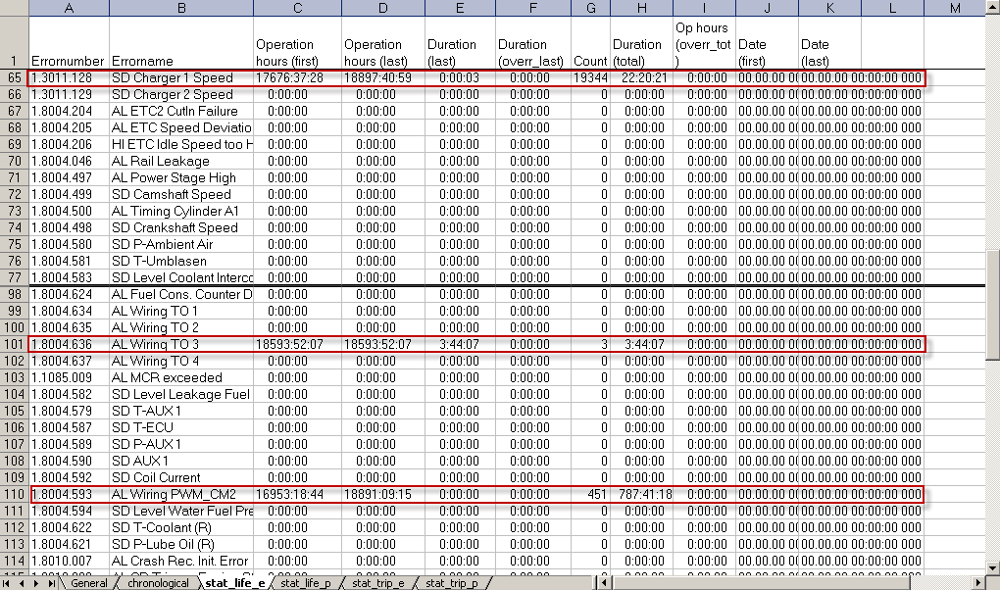 A B C D E F G H I J K L M
Op hours
Operation Operation Duration Duration Duration (overr_tot Date Date
1 Errornumber Errorname hours (first) hours (last) (last) (overr_last) Count (total) ) (first) (last)
65 1.3011.128 SD Charger 1 Speed 17676:37:28 18897:40:59 0:00:03 0:00:00 19344 22:20:21 0:00:00 00.00.00 00 00.00.00 00:00:00 000
66 1.3011.129 SD Charger 2 Speed 0:00:00 0:00:00 0:00:00 0:00:00 0 0:00:00 0:00:00 00.00.00 00 00.00.00 00:00:00 000
67 1.8004.204 AL ETC2 CutIn Failure 0:00:00 0:00:00 0:00:00 0:00:00 0 0:00:00 0:00:00 00.00.00 00 00.00.00 00:00:00 000
68 1.8004.205 AL ETC Speed Deviatio 0:00:00 0:00:00 0:00:00 0:00:00 0 0:00:00 0:00:00 00.00.00 00 00.00.00 00:00:00 000
69 1.8004.206 HI ETC Idle Speed too H 0:00:00 0:00:00 0:00:00 0:00:00 0 0:00:00 0:00:00 00.00.00 00 00.00.00 00:00:00 000
70 1.8004.046 AL Rail Leakage 0:00:00 0:00:00 0:00:00 0:00:00 0 0:00:00 0:00:00 00.00.00 00 00.00.00 00:00:00 000
71 1.8004.497 AL Power Stage High 0:00:00 0:00:00 0:00:00 0:00:00 0 0:00:00 0:00:00 00.00.00 00 00.00.00 00:00:00 000
72 1.8004.499 SD Camshaft Speed 0:00:00 0:00:00 0:00:00 0:00:00 0 0:00:00 0:00:00 00.00.00 00 00.00.00 00:00:00 000
73 1.8004.500 AL Timing Cylinder A1 0:00:00 0:00:00 0:00:00 0:00:00 0 0:00:00 0:00:00 00.00.00 00 00.00.00 00:00:00 000
74 1.8004.498 SD Crankshaft Speed 0:00:00 0:00:00 0:00:00 0:00:00 0 0:00:00 0:00:00 00.00.00 00 00.00.00 00:00:00 000
75 1.8004.580 SD P-Ambient Air 0:00:00 0:00:00 0:00:00 0:00:00 0 0:00:00 0:00:00 00.00.00 00 00.00.00 00:00:00 000
76 1.8004.581 SD T-Umblasen 0:00:00 0:00:00 0:00:00 0:00:00 0 0:00:00 0:00:00 00.00.00 00 00.00.00 00:00:00 000
77 1.8004.583 SD Level Coolant Interco 0:00:00 0:00:00 0:00:00 0:00:00 0 0:00:00 0:00:00 00.00.00 00 00.00.00 00:00:00 000
98 1.8004.624 AL Fuel Cons. Counter D 0:00:00 0:00:00 0:00:00 0:00:00 0 0:00:00 0:00:00 00.00.00 00 00.00.00 00:00:00 000
99 1.8004.634 AL Wiring TO 1 0:00:00 0:00:00 0:00:00 0:00:00 0 0:00:00 0:00:00 00.00.00 00 00.00.00 00:00:00 000
100 1.8004.635 AL Wiring TO 2 0:00:00 0:00:00 0:00:00 0:00:00 0 0:00:00 0:00:00 00.00.00 00 00.00.00 00:00:00 000
101 1.8004.636 AL Wiring TO 3 18593:52:07 18593:52:07 3:44:07 0:00:00 3 3:44:07 0:00:00 00.00.00 00 00.00.00 00:00:00 000
102 1.8004.637 AL Wiring TO 4 0:00:00 0:00:00 0:00:00 0:00:00 0 0:00:00 0:00:00 00.00.00 00 00.00.00 00:00:00 000
103 1.1085.009 AL MCR exceeded 0:00:00 0:00:00 0:00:00 0:00:00 0 0:00:00 0:00:00 00.00.00 00 00.00.00 00:00:00 000
104 1.8004.582 SD Level Leakage Fuel 0:00:00 0:00:00 0:00:00 0:00:00 0 0:00:00 0:00:00 00.00.00 00 00.00.00 00:00:00 000
105 1.8004.579 SD T-AUX 1 0:00:00 0:00:00 0:00:00 0:00:00 0 0:00:00 0:00:00 00.00.00 00 00.00.00 00:00:00 000
106 1.8004.587 SD T-ECU 0:00:00 0:00:00 0:00:00 0:00:00 0 0:00:00 0:00:00 00.00.00 00 00.00.00 00:00:00 000
107 1.8004.589 SD P-AUX 1 0:00:00 0:00:00 0:00:00 0:00:00 0 0:00:00 0:00:00 00.00.00 00 00.00.00 00:00:00 000
108 1.8004.590 SD AUX 1 0:00:00 0:00:00 0:00:00 0:00:00 0 0:00:00 0:00:00 00.00.00 00 00.00.00 00:00:00 000
109 1.8004.592 SD Coil Current 0:00:00 0:00:00 0:00:00 0:00:00 0 0:00:00 0:00:00 00.00.00 00 00.00.00 00:00:00 000
110 1.8004.593 AL Wiring PWM_CM2 16953:18:44 18891:09:15 0:00:00 0:00:00 451 787:41:18 0:00:00 00.00.00 00 00.00.00 00:00:00 000
111 1.8004.594 SD Level Water Fuel Pre 0:00:00 0:00:00 0:00:00 0:00:00 0 0:00:00 0:00:00 00.00.00 00 00.00.00 00:00:00 000
112 1.8004.622 SD T-Coolant (R) 0:00:00 0:00:00 0:00:00 0:00:00 0 0:00:00 0:00:00 00.00.00 00 00.00.00 00:00:00 000
113 1.8004.621 SD P-Lube Oil (R) 0:00:00 0:00:00 0:00:00 0:00:00 0 0:00:00 0:00:00 00.00.00 00 00.00.00 00:00:00 000
114 1.8010.007 AL Crash Rec. Init. Error 0:00:00 0:00:00 0:00:00 0:00:00 0 0:00:00 0:00:00 00.00.00 00 00.00.00 00:00:00 000
General chronological stat_life_e stat_life_p stat_trip_e stat_trip_p